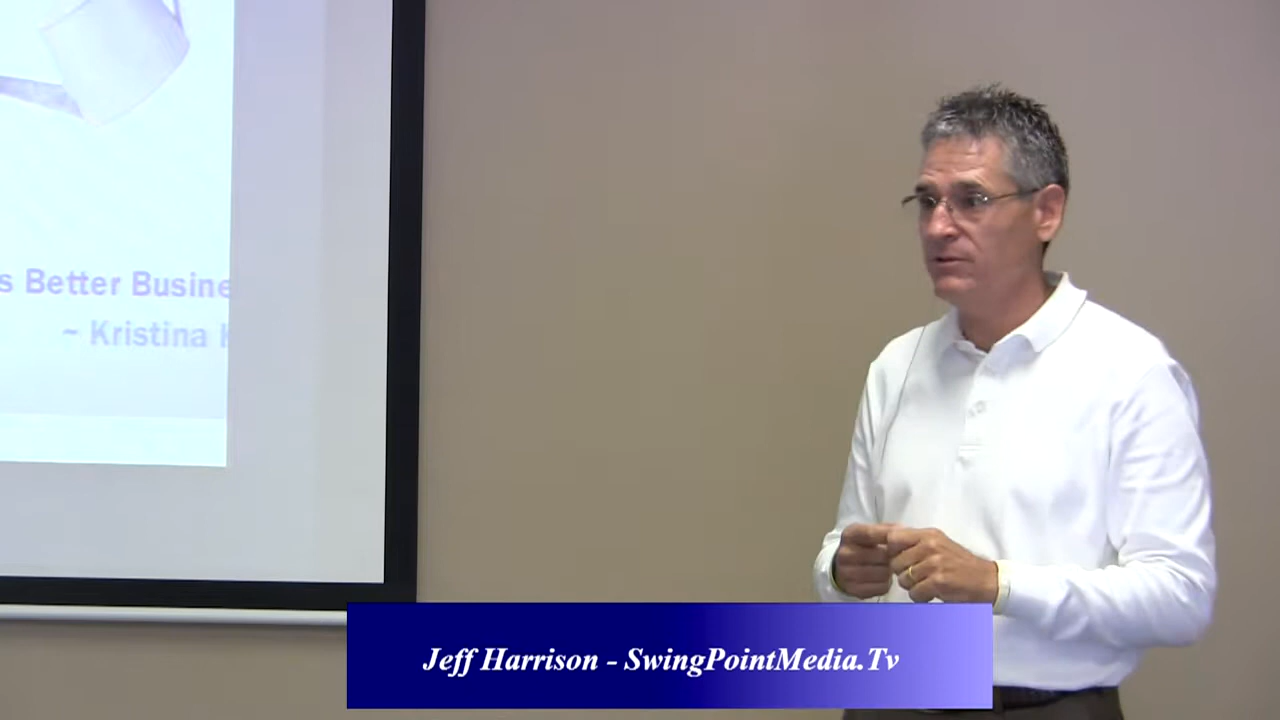 s Better Busine
~ Kristina
Jeff Harrison - SwingPointMedia.Tv